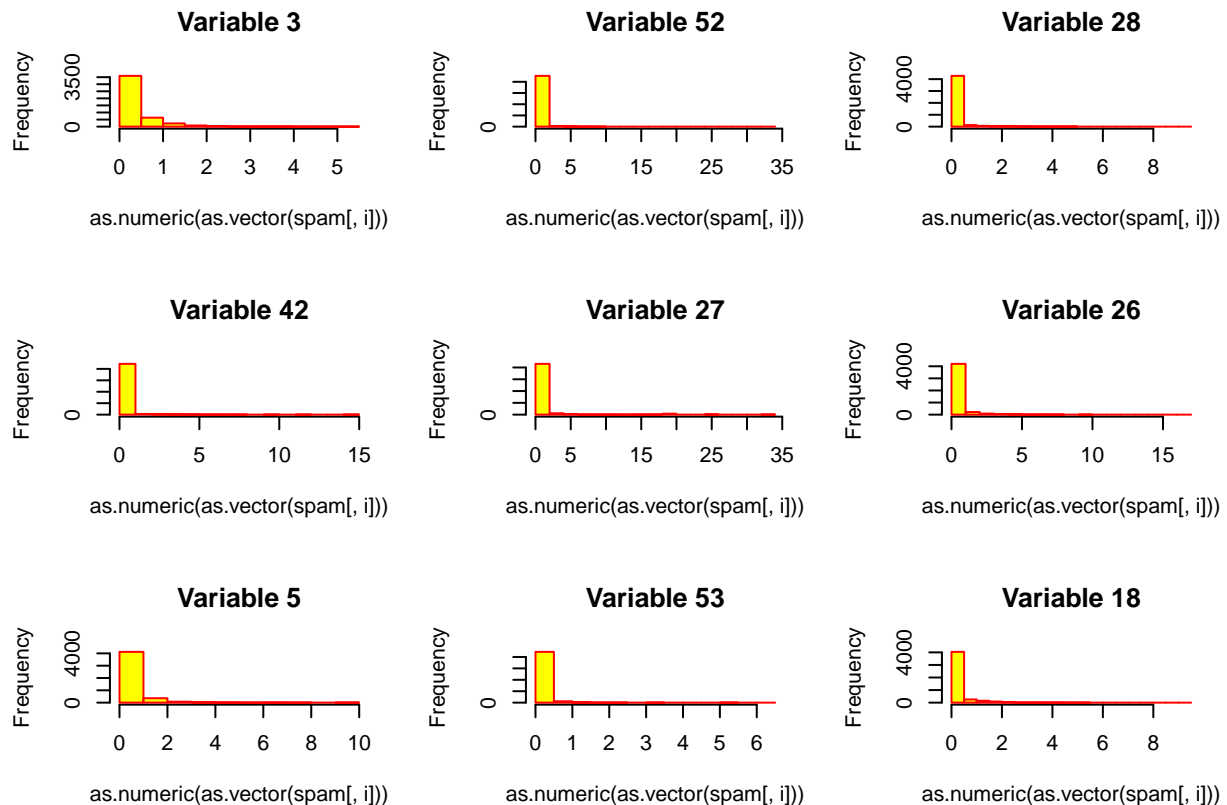 Variable 3
Frequency
0 3500
0 1 2 3 4 5
as.numeric(as.vector(spam[, i]))
Variable 52
Frequency
0
0 5 15 25 35
as.numeric(as.vector(spam[, i]))
Variable 28
Frequency
0 4000
0 2 4 6 8
as.numeric(as.vector(spam[, i]))
Variable 42
Frequency
0
0 5 10 15
as.numeric(as.vector(spam[, i]))
Variable 27
Frequency
0
0 5 15 25 35
as.numeric(as.vector(spam[, i]))
Variable 26
Frequency
0 4000
0 5 10 15
as.numeric(as.vector(spam[, i]))
Variable 5
Frequency
0 4000
0 2 4 6 8 10
as.numeric(as.vector(spam[, i]))
Variable 53
Frequency
0
0 1 2 3 4 5 6
as.numeric(as.vector(spam[, i]))
Variable 18
Frequency
0 4000
0 2 4 6 8
as.numeric(as.vector(spam[, i]))